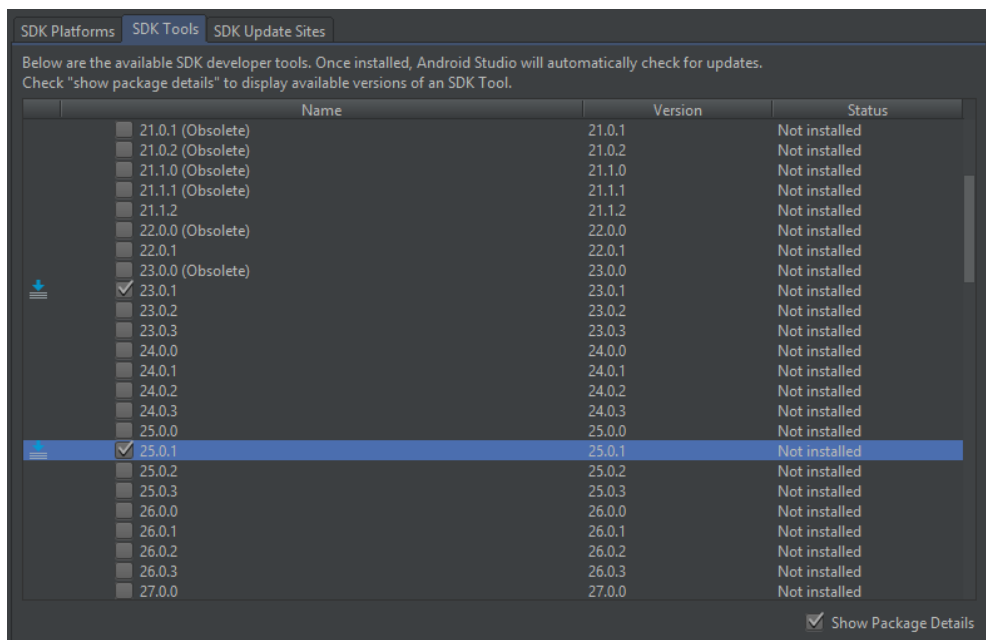 SDK Platforms SDK Tools SDK Update Sites
Below are the available SDK developer tools. Once installed, Android Studio will automatically check for updates.
Check "show package details" to display available versions of an SDK Tool.
Name Version Status
21.0.1 (Obsolete) 21.0.1 Not installed
21.0.2 (Obsolete) 21.0.2 Not installed
21.1.0 (Obsolete) 21.1.0 Not installed
21.1.1 (Obsolete) 21.1.1 Not installed
21.1.2 21.1.2 Not installed
22.0.0 (Obsolete) 22.0.0 Not installed
22.0.1 22.0.1 Not installed
23.0.0 (Obsolete) 23.0.0 Not installed
23.0.1 23.0.1 Not installed
23.0.2 23.0.2 Not installed
23.0.3 23.0.3 Not installed
24.0.0 24.0.0 Not installed
24.0.1 24.0.1 Not installed
24.0.2 24.0.2 Not installed
24.0.3 24.0.3 Not installed
25.0.0 25.0.0 Not installed
25.0.1 25.0.1 Not installed
25.0.2 25.0.2 Not installed
25.0.3 25.0.3 Not installed
26.0.0 26.0.0 Not installed
26.0.1 26.0.1 Not installed
26.0.2 26.0.2 Not installed
26.0.3 26.0.3 Not installed
27.0.0 27.0.0 Not installed
Show Package Details